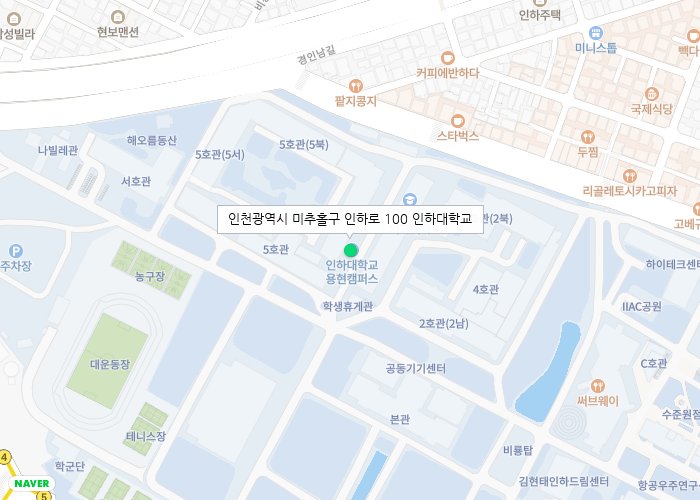 인하주택
현보맨션
미니스톱
경인남길
커피에반하다
팥지콩지
국제식당
스타벅스
해오름동산
5호관(5북)
두찜
나빌레관
5호관(5서)
서호관
리골레토시카고피자
인천광역시 미추홀구 인하로 100 인하대학교
5호관
주차장
인하대학교
용현캠퍼스
하이테크센터
농구장
4호관
학생휴게관
IIAC공원
2호관(2남)
대운동장
공동기기센터
C호관
써브웨이
수준원점
본관
테니스장
비룡탑
4
학군단
NAVER
김현태인하드림센터
항공우주연구
5